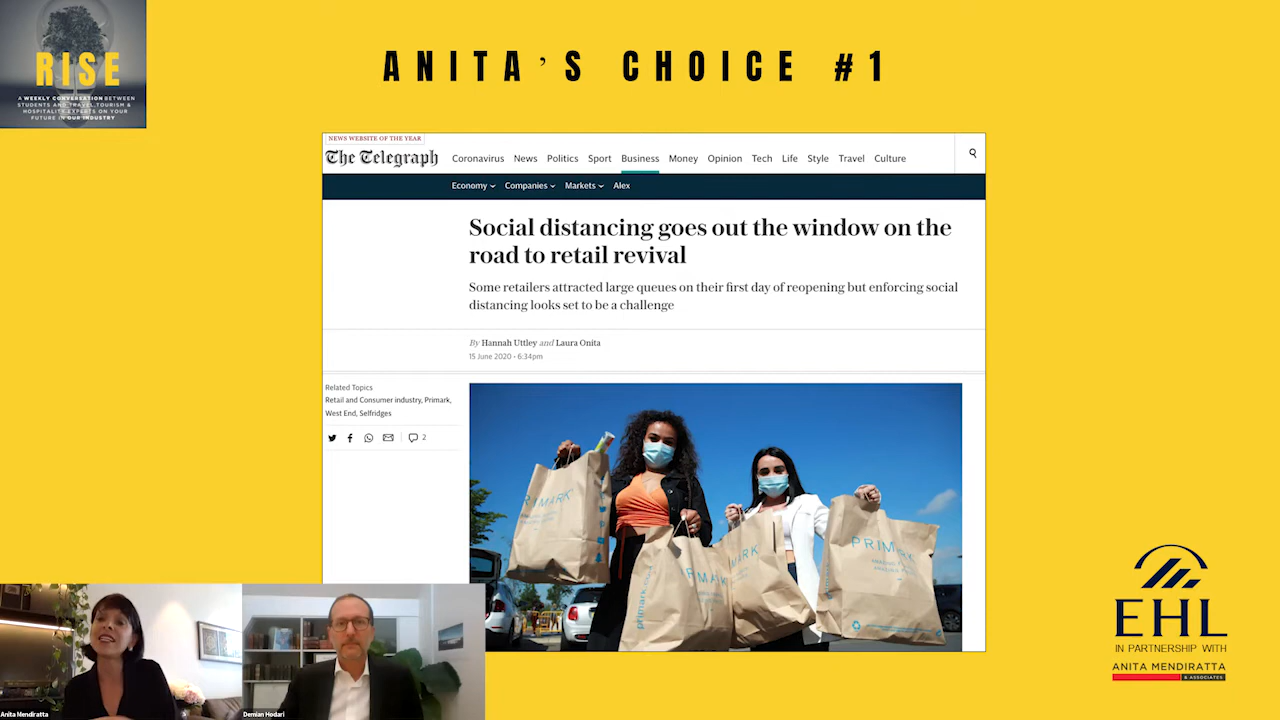 RISE
A WEEKLY CONVERSATION BETWEEN
STUDENTS AND TRAVEL, TOURISM &
HOSPITALITY EXPERTS ON YOUR
FUTURE IN OUR INDUSTRY
ANITA'S CHOICE #1
NEWS WEBSITE OF THE YEAR
The Telegraph
Coronavirus News Politics Sport Business Money Opinion Tech Life Style Travel Culture
Economy Companies Markets Alex
Social distancing goes out the window on the
road to retail revival
Some retailers attracted large queues on their first day of reopening but enforcing social
distancing looks set to be a challenge
By Hannah Uttley and Laura Onita
15 June 2020 • 6:34pm
Related Topics
Retail and Consumer industry, Primark,
West End, Selfridges
2
PRIMARK
PRIMARK
PRIMARK
PRIMARK
primark
Anita Mendiratta
Demian Hodari
EHL
IN PARTNERSHIP WITH
ANITA MENDIRATTA
& ASSOCIATES